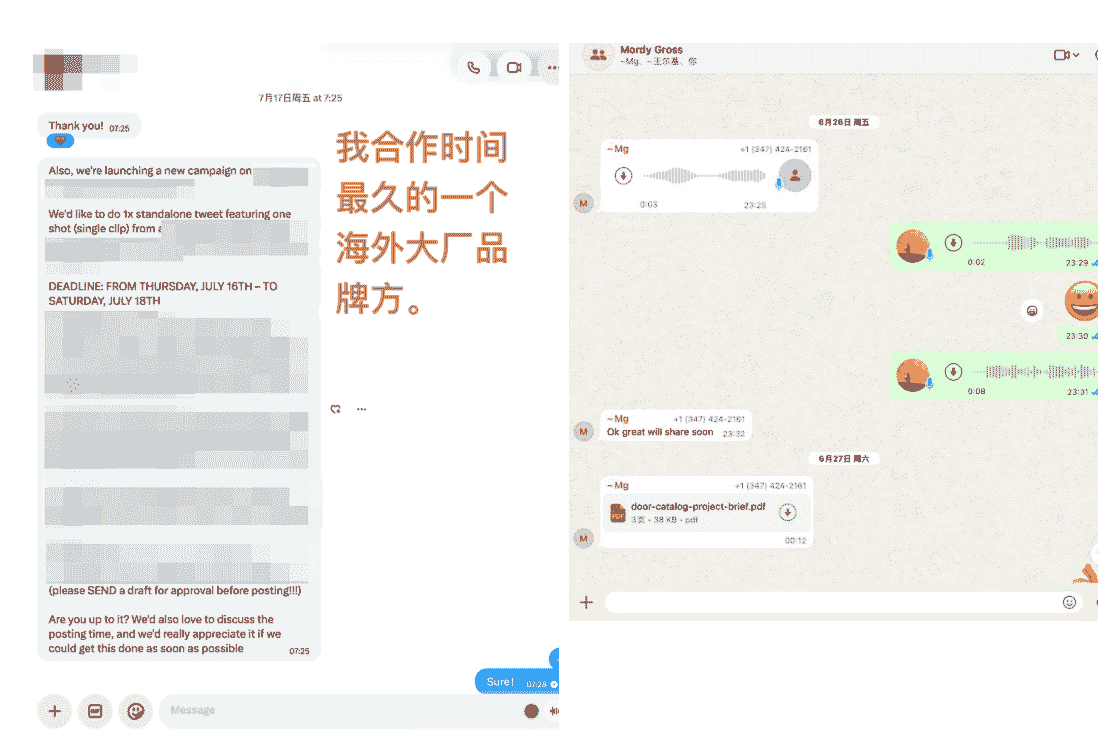 7月17日周五 at 7:25
Thank you! 07:25
Also, we're launching a new campaign on
We'd like to do 1x standalone tweet featuring one
shot (single clip) from a
DEADLINE: FROM THURSDAY, JULY 16TH – TO
SATURDAY, JULY 18TH
(please SEND a draft for approval before posting!!!)
Are you up to it? We'd also love to discuss the
posting time, and we'd really appreciate it if we
could get this done as soon as possible
07:25
我合作时间
最久的一个
海外大厂品
牌方。
Sure! 07:28
Message
Mordy Gross
~Mg、~王尔基、你
6月26日 周五
~Mg +1 (347) 424-2161
0:03 23:25
M
0:02 23:29
23:30
0:08 23:31
~Mg +1 (347) 424-2161
Ok great will share soon 23:32
M
6月27日 周六
~Mg +1 (347) 424-2161
door-catalog-project-brief.pdf
PDF
3页 · 38 KB · pdf
00:12
M